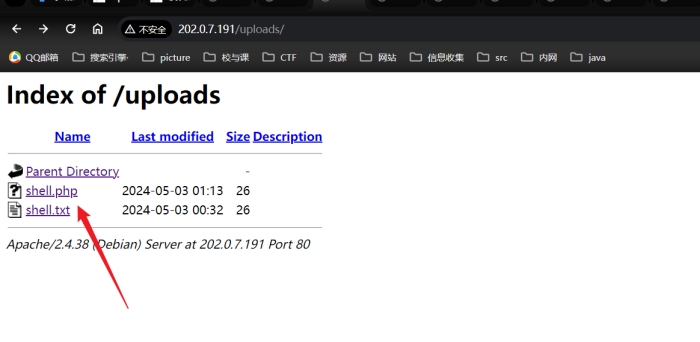 不安全 202.0.7.191/uploads/
QQ邮箱 搜索引擎· picture 校与课 CTF 资源 网站 信息收集 src 内网 java
Index of /uploads
Name Last modified Size Description
Parent Directory -
shell.php 2024-05-03 01:13 26
shell.txt 2024-05-03 00:32 26
Apache/2.4.38 (Debian) Server at 202.0.7.191 Port 80